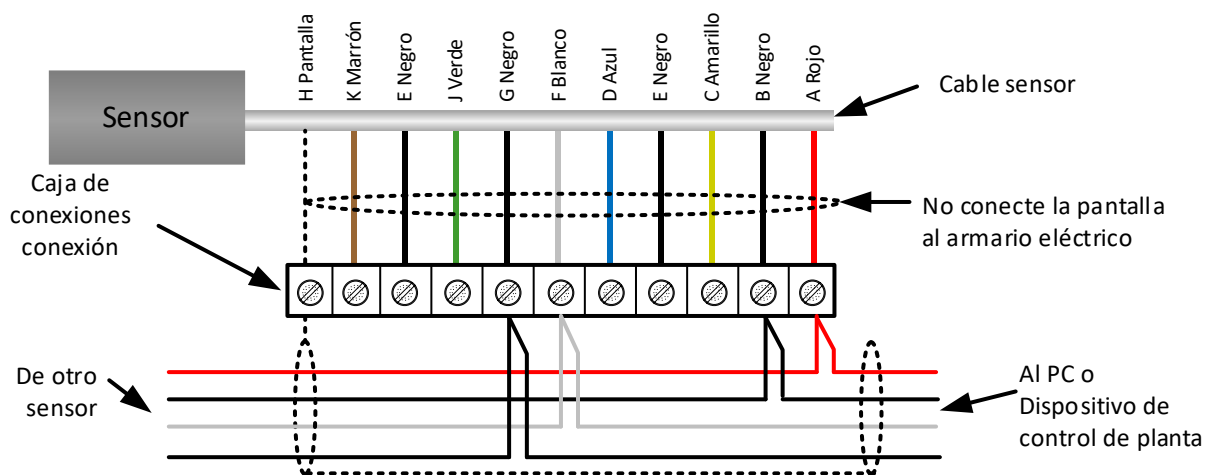 H Pantalla
K Marrón
E Negro
J Verde
G Negro
F Blanco
D Azul
E Negro
C Amarillo
B Negro
A Rojo
Sensor
Cable sensor
Caja de
conexiones
conexión
No conecte la pantalla
al armario eléctrico
De otro
sensor
Al PC o
Dispositivo de
control de planta